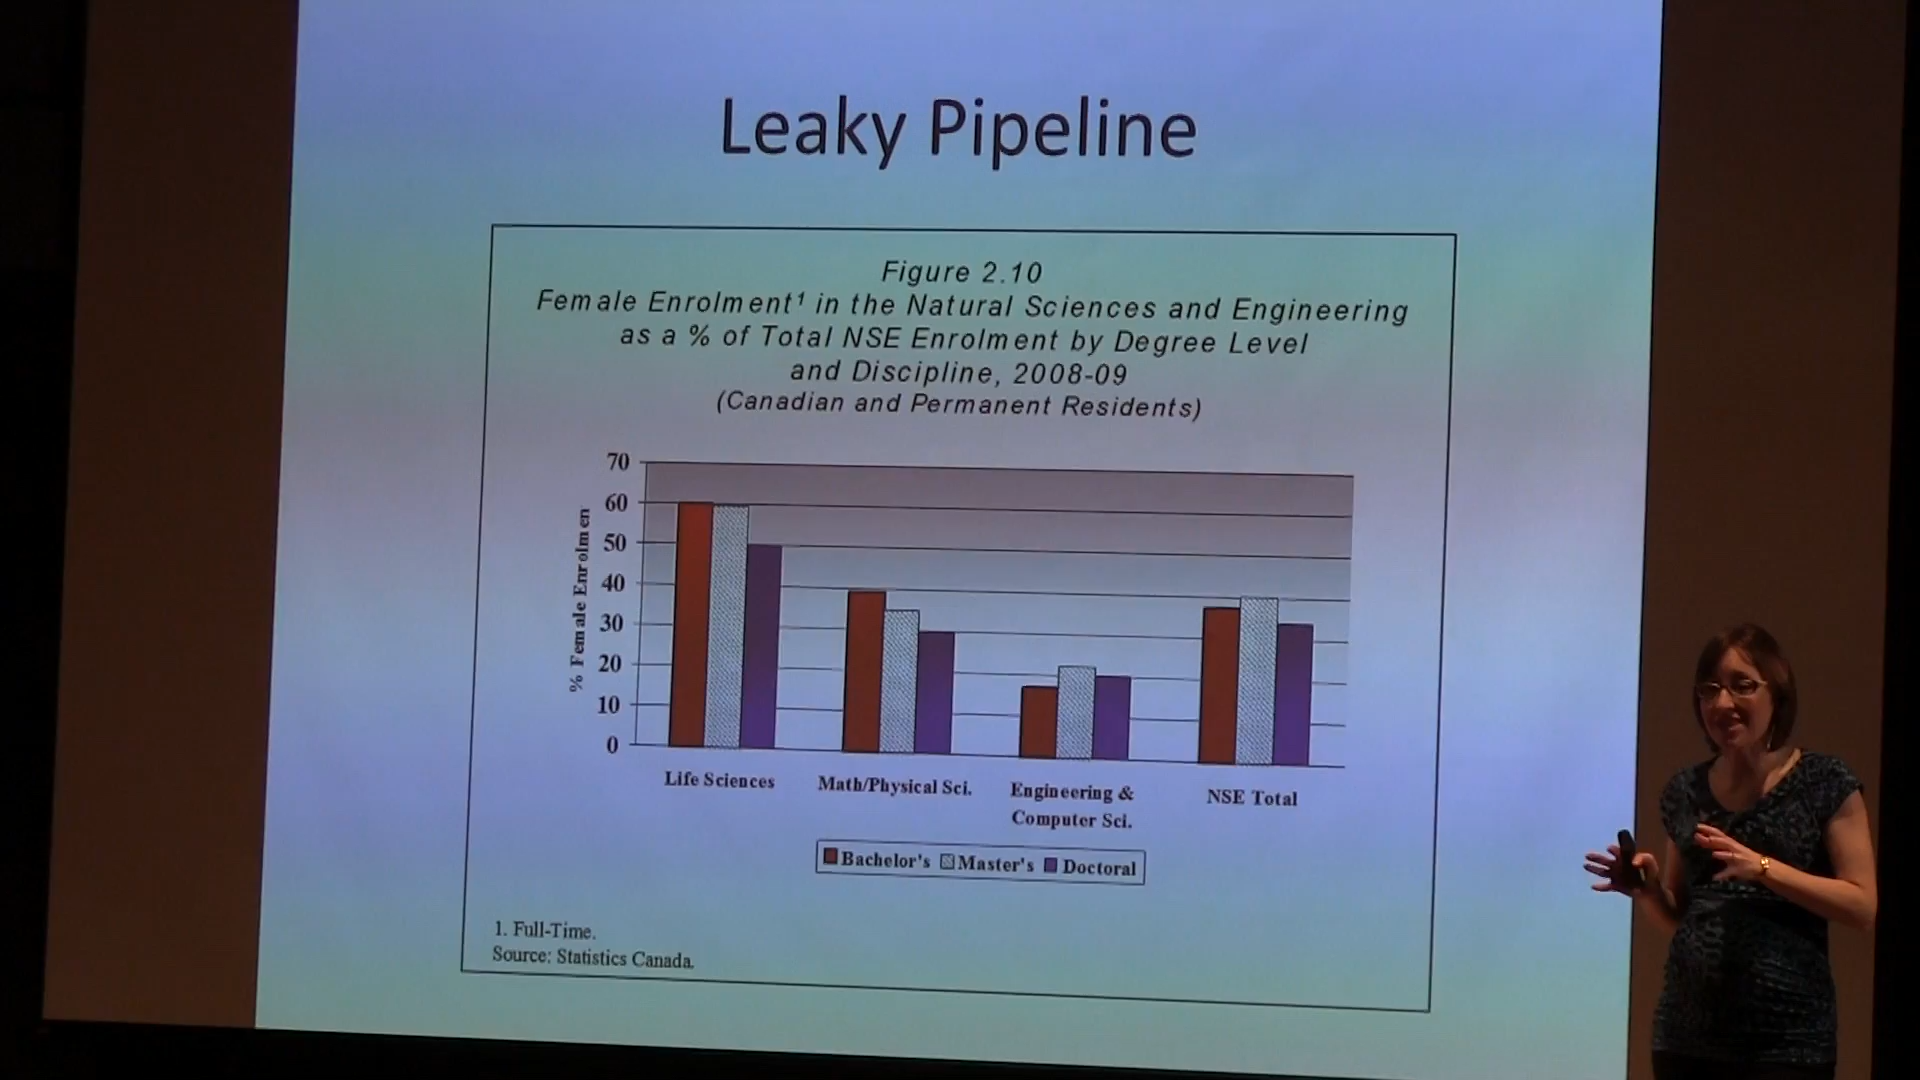 Leaky Pipeline
Figure 2.10
Female Enrolment¹ in the Natural Sciences and Engineering
as a % of Total NSE Enrolment by Degree Level
and Discipline, 2008-09
(Canadian and Permanent Residents)
% Female Enrolmen
70
60
50
40
30
20
10
0
Life Sciences
Math/Physical Sci.
Engineering &
Computer Sci.
NSE Total
Bachelor's Master's Doctoral
1. Full-Time.
Source: Statistics Canada.